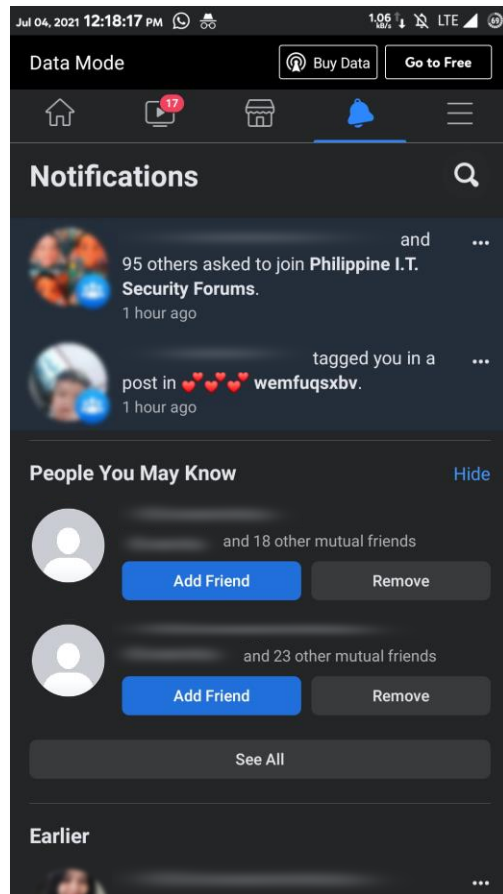 Jul 04, 2021 12:18:17 PM 1.06 kB/s LTE 69
Data Mode Buy Data Go to Free
17
Notifications
and
95 others asked to join Philippine I.T.
Security Forums.
1 hour ago
tagged you in a
post in 💕💕💕 wemfuqsxbv.
1 hour ago
People You May Know Hide
and 18 other mutual friends
Add Friend Remove
and 23 other mutual friends
Add Friend Remove
See All
Earlier